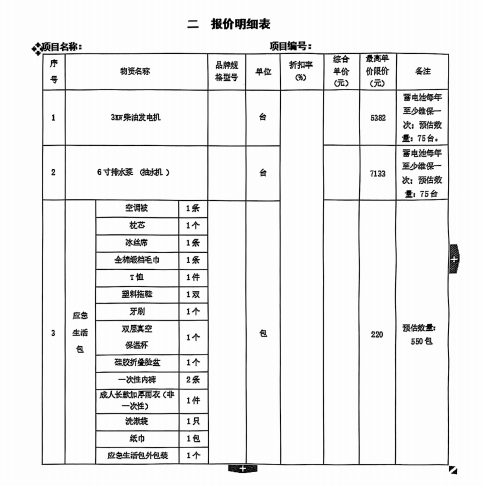 二 报价明细表
项目名称： 项目编号：
序号 物资名称 品牌规格型号 单位 折扣率（%） 综合单价（元） 最高单价限价（元） 备注
1 3KW柴油发电机 台 5382 蓄电池每年至少维保一次；预估数量：75台。
2 6寸排水泵（抽水机） 台 7133 蓄电池每年至少维保一次；预估数量：75台
3 应急生活包 包 220 预估数量：550包
空调被 1条
枕芯 1个
冰丝席 1条
全棉缎档毛巾 1条
T恤 1件
塑料拖鞋 1双
牙刷 1个
双层真空保温杯 1个
硅胶折叠脸盆 1个
一次性内裤 2条
成人长款加厚雨衣（非一次性） 1件
洗漱袋 1只
纸巾 1包
应急生活包外包装 1个